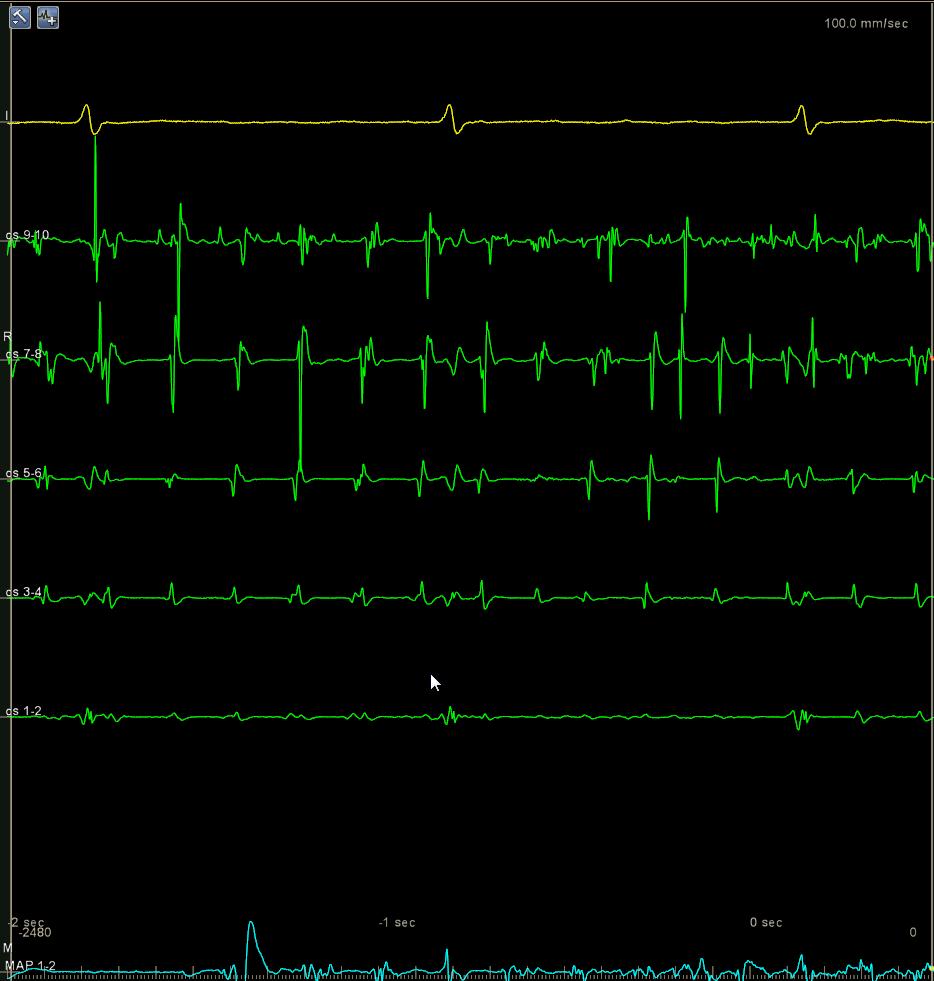 100.0 mm/sec
I
cs 9-10
R
cs 7-8
cs 5-6
cs 3-4
cs 1-2
-2 sec
-1 sec
0 sec
-2480
0
M
MAP 1-2